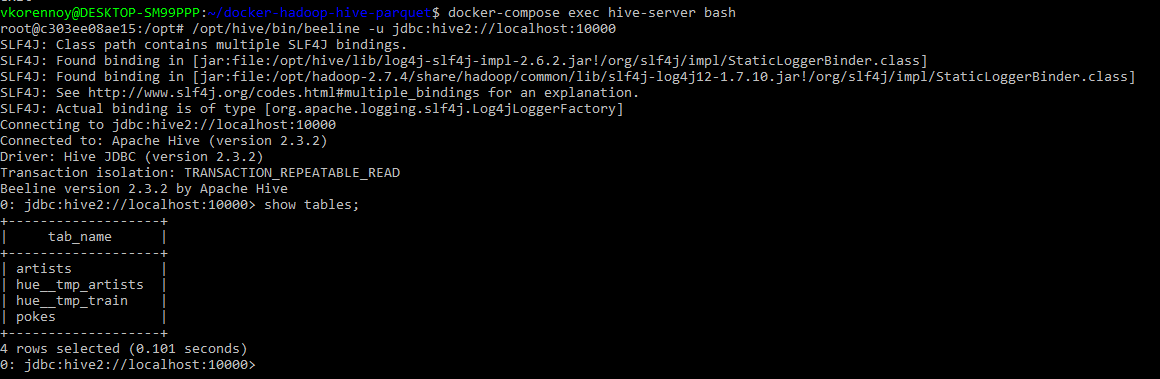 vkorennoy@DESKTOP-SM99PPP:~/docker-hadoop-hive-parquet$ docker-compose exec hive-server bash
root@c303ee08ae15:/opt# /opt/hive/bin/beeline -u jdbc:hive2://localhost:10000
SLF4J: Class path contains multiple SLF4J bindings.
SLF4J: Found binding in [jar:file:/opt/hive/lib/log4j-slf4j-impl-2.6.2.jar!/org/slf4j/impl/StaticLoggerBinder.class]
SLF4J: Found binding in [jar:file:/opt/hadoop-2.7.4/share/hadoop/common/lib/slf4j-log4j12-1.7.10.jar!/org/slf4j/impl/StaticLoggerBinder.class]
SLF4J: See http://www.slf4j.org/codes.html#multiple_bindings for an explanation.
SLF4J: Actual binding is of type [org.apache.logging.slf4j.Log4jLoggerFactory]
Connecting to jdbc:hive2://localhost:10000
Connected to: Apache Hive (version 2.3.2)
Driver: Hive JDBC (version 2.3.2)
Transaction isolation: TRANSACTION_REPEATABLE_READ
Beeline version 2.3.2 by Apache Hive
0: jdbc:hive2://localhost:10000> show tables;
+-------------------+
|     tab_name      |
+-------------------+
| artists           |
| hue__tmp_artists  |
| hue__tmp_train    |
| pokes             |
+-------------------+
4 rows selected (0.101 seconds)
0: jdbc:hive2://localhost:10000>